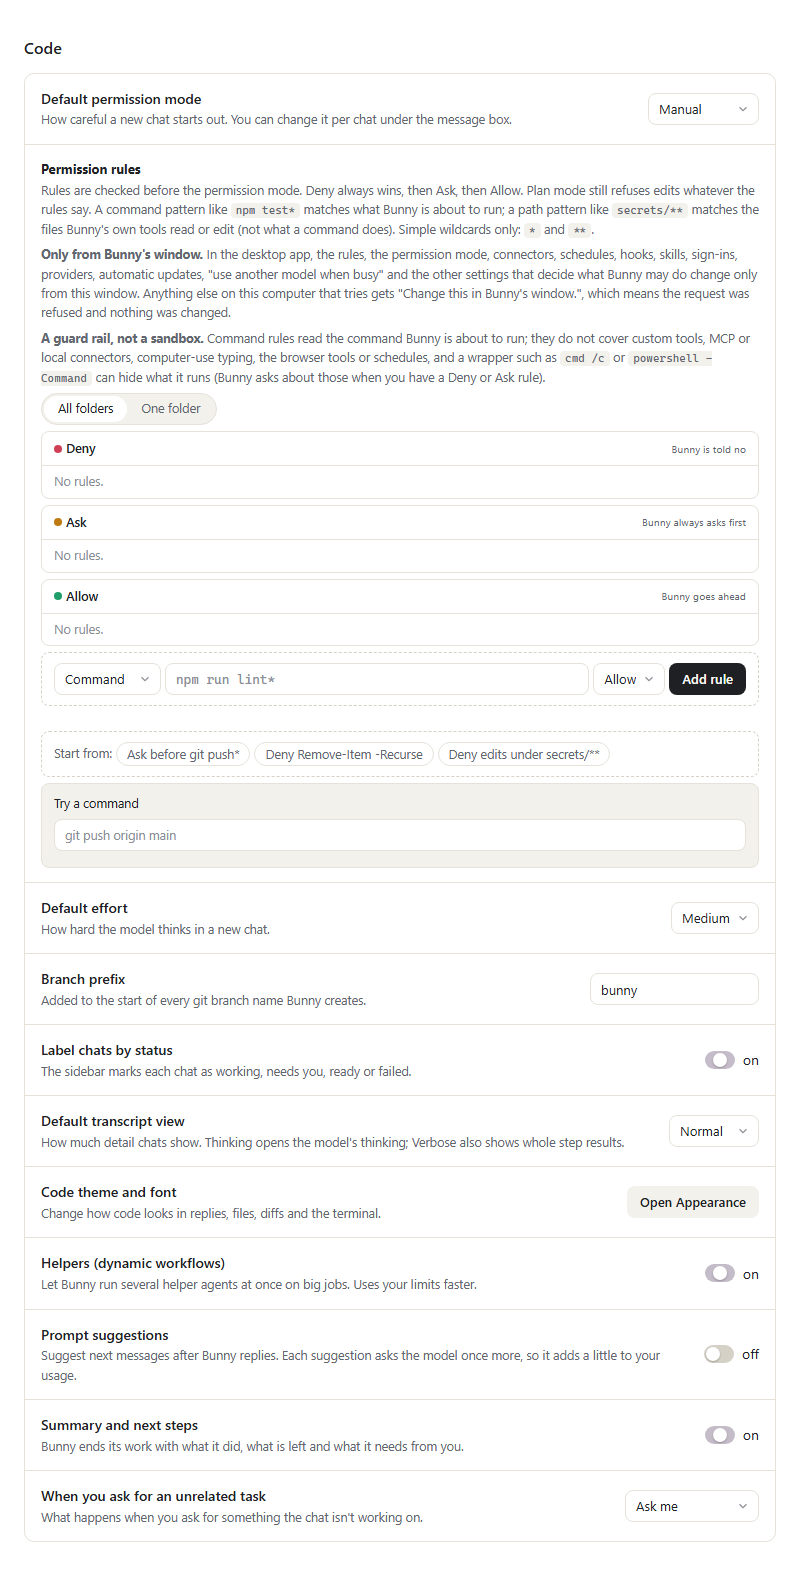 Code
Default permission mode
How careful a new chat starts out. You can change it per chat under the message box.
Manual
Permission rules
Rules are checked before the permission mode. Deny always wins, then Ask, then Allow. Plan mode still refuses edits whatever the
rules say. A command pattern like npm test* matches what Bunny is about to run; a path pattern like secrets/** matches the
files Bunny's own tools read or edit (not what a command does). Simple wildcards only: * and **.
Only from Bunny's window. In the desktop app, the rules, the permission mode, connectors, schedules, hooks, skills, sign-ins,
providers, automatic updates, "use another model when busy" and the other settings that decide what Bunny may do change only
from this window. Anything else on this computer that tries gets "Change this in Bunny's window.", which means the request was
refused and nothing was changed.
A guard rail, not a sandbox. Command rules read the command Bunny is about to run; they do not cover custom tools, MCP or
local connectors, computer-use typing, the browser tools or schedules, and a wrapper such as cmd /c or powershell -
Command can hide what it runs (Bunny asks about those when you have a Deny or Ask rule).
All folders One folder
Deny Bunny is told no
No rules.
Ask Bunny always asks first
No rules.
Allow Bunny goes ahead
No rules.
Command npm run lint* Allow Add rule
Start from: Ask before git push* Deny Remove-Item -Recurse Deny edits under secrets/**
Try a command
git push origin main
Default effort
How hard the model thinks in a new chat.
Medium
Branch prefix
Added to the start of every git branch name Bunny creates.
bunny
Label chats by status
The sidebar marks each chat as working, needs you, ready or failed.
on
Default transcript view
How much detail chats show. Thinking opens the model's thinking; Verbose also shows whole step results.
Normal
Code theme and font
Change how code looks in replies, files, diffs and the terminal.
Open Appearance
Helpers (dynamic workflows)
Let Bunny run several helper agents at once on big jobs. Uses your limits faster.
on
Prompt suggestions
Suggest next messages after Bunny replies. Each suggestion asks the model once more, so it adds a little to your
usage.
off
Summary and next steps
Bunny ends its work with what it did, what is left and what it needs from you.
on
When you ask for an unrelated task
What happens when you ask for something the chat isn't working on.
Ask me